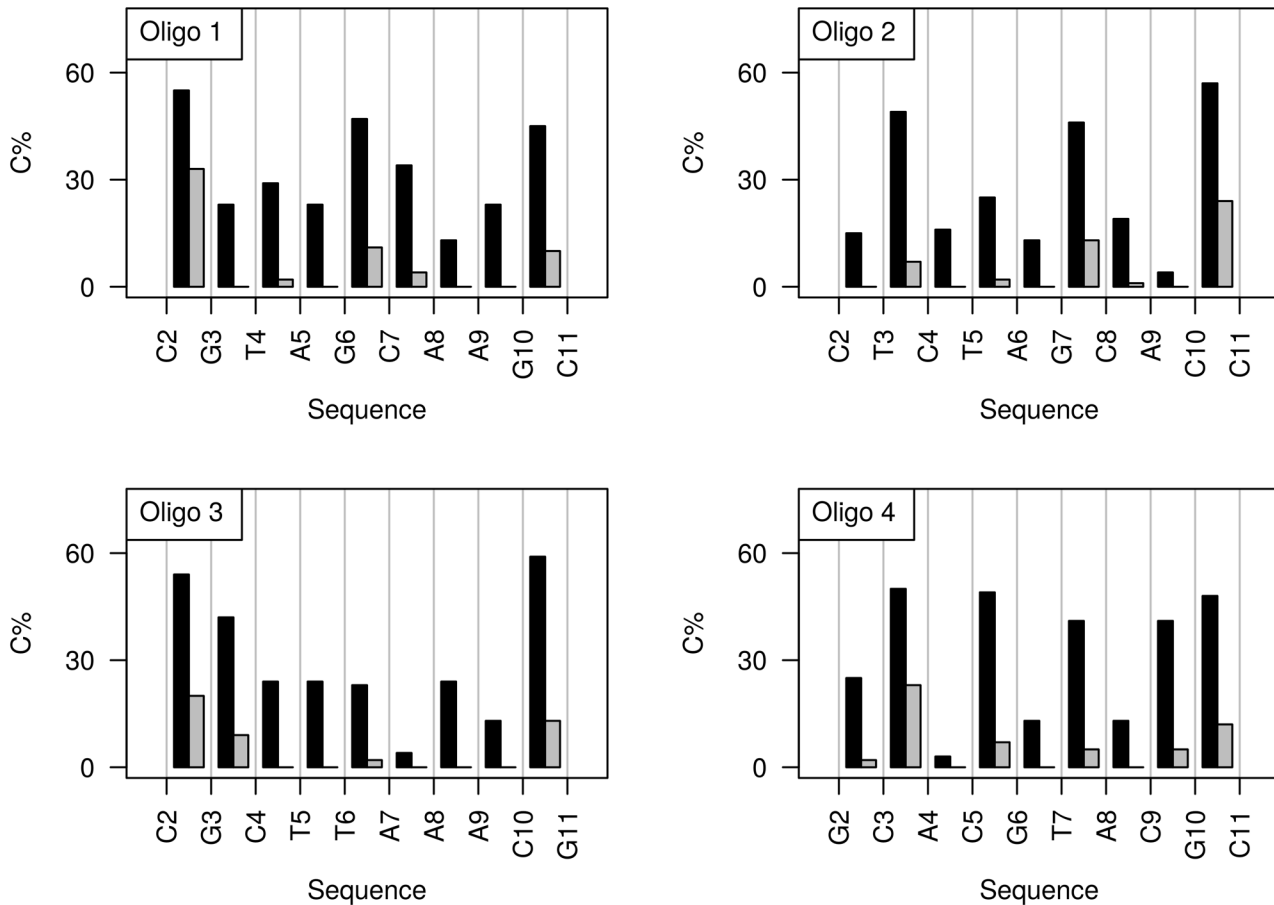 Oligo 1
C%
60
30
0
C2 G3 T4 A5 G6 C7 A8 A9 G10 C11
Sequence
Oligo 2
C%
60
30
0
C2 T3 C4 T5 A6 G7 C8 A9 C10 C11
Sequence
Oligo 3
C%
60
30
0
C2 G3 C4 T5 T6 A7 A8 A9 C10 G11
Sequence
Oligo 4
C%
60
30
0
G2 C3 A4 C5 G6 T7 A8 C9 G10 C11
Sequence